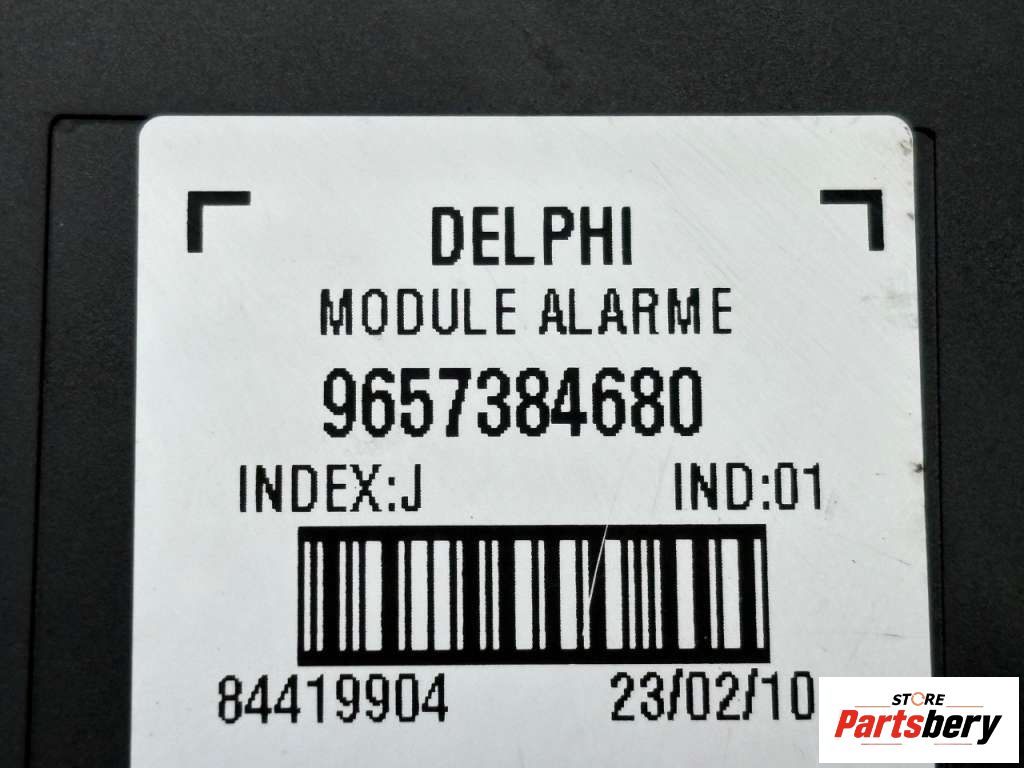 DELPHI
MODULE ALARME
9657384680
INDEX:J IND:01
84419904 23/02/10
STORE
Partsbery